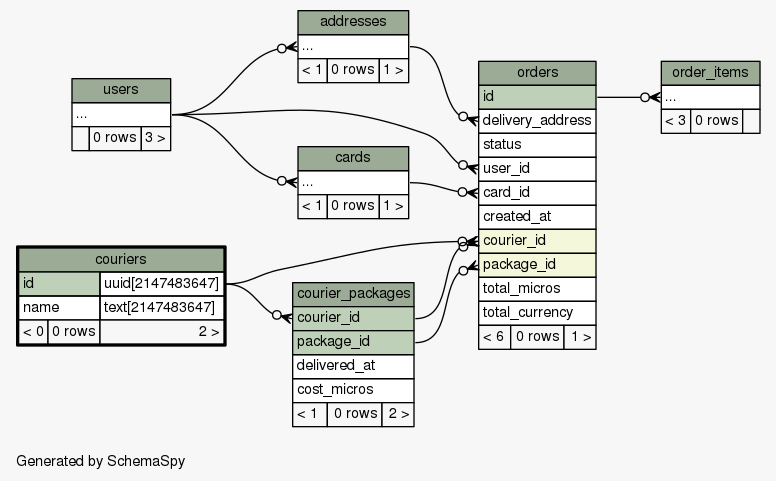 addresses
...
< 1 0 rows 1 >
users
...
0 rows 3 >
cards
...
< 1 0 rows 1 >
orders
id
delivery_address
status
user_id
card_id
created_at
courier_id
package_id
total_micros
total_currency
< 6 0 rows 1 >
order_items
...
< 3 0 rows
couriers
id uuid[2147483647]
name text[2147483647]
< 0 0 rows 2 >
courier_packages
courier_id
package_id
delivered_at
cost_micros
< 1 0 rows 2 >
Generated by SchemaSpy